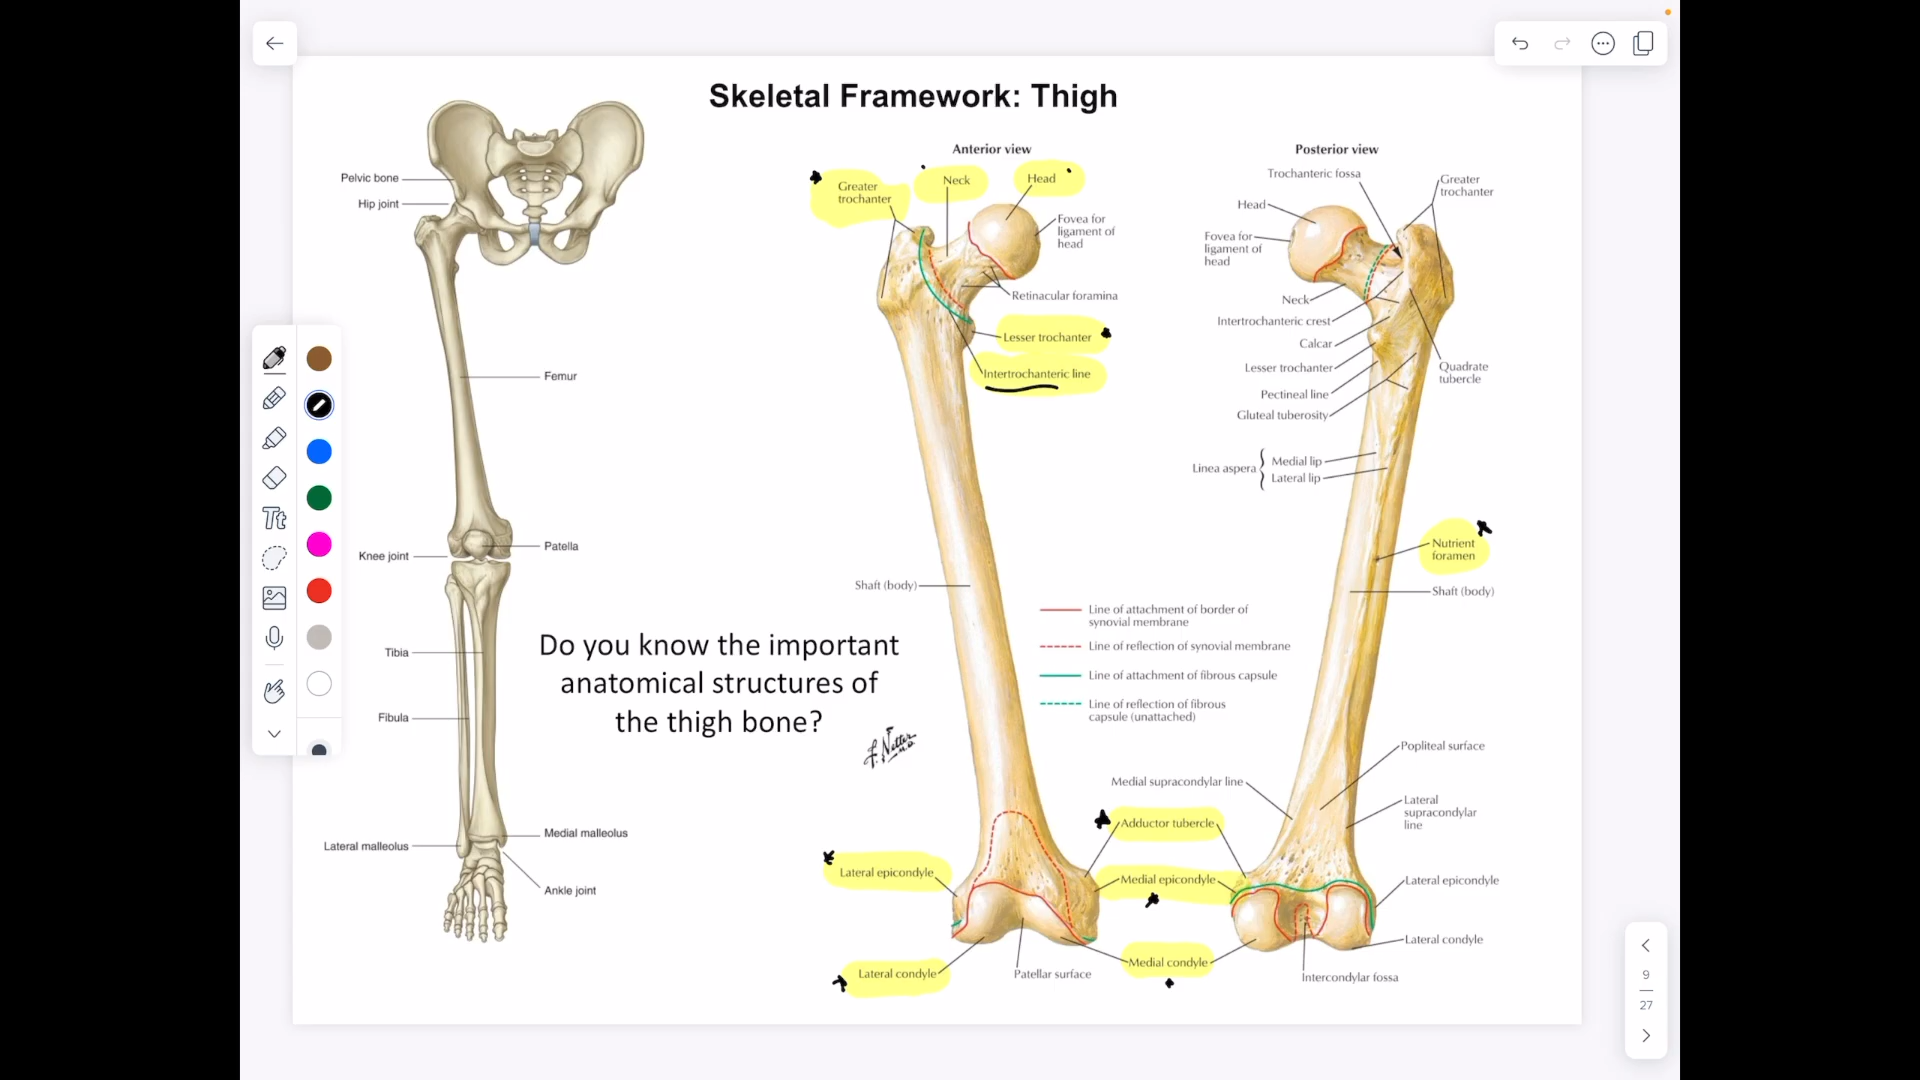 Skeletal Framework: Thigh
Pelvic bone
Hip joint
Femur
Patella
Knee joint
Tibia
Fibula
Medial malleolus
Lateral malleolus
Ankle joint
Do you know the important
anatomical structures of
the thigh bone?
Anterior view
Greater
trochanter
Neck
Head
Fovea for
ligament of
head
Retinacular foramina
Lesser trochanter
Intertrochanteric line
Shaft (body)
Line of attachment of border of
synovial membrane
Line of reflection of synovial membrane
Line of attachment of fibrous capsule
Line of reflection of fibrous
capsule (unattached)
f. Netter
M.D.
Adductor tubercle
Lateral epicondyle
Medial epicondyle
Lateral condyle
Patellar surface
Medial condyle
Posterior view
Trochanteric fossa
Greater
trochanter
Head
Fovea for
ligament of
head
Neck
Intertrochanteric crest
Calcar
Lesser trochanter
Quadrate
tubercle
Pectineal line
Gluteal tuberosity
Linea aspera
Medial lip
Lateral lip
Nutrient
foramen
Shaft (body)
Popliteal surface
Medial supracondylar line
Lateral
supracondylar
line
Lateral epicondyle
Lateral condyle
Intercondylar fossa
Tt
9
27